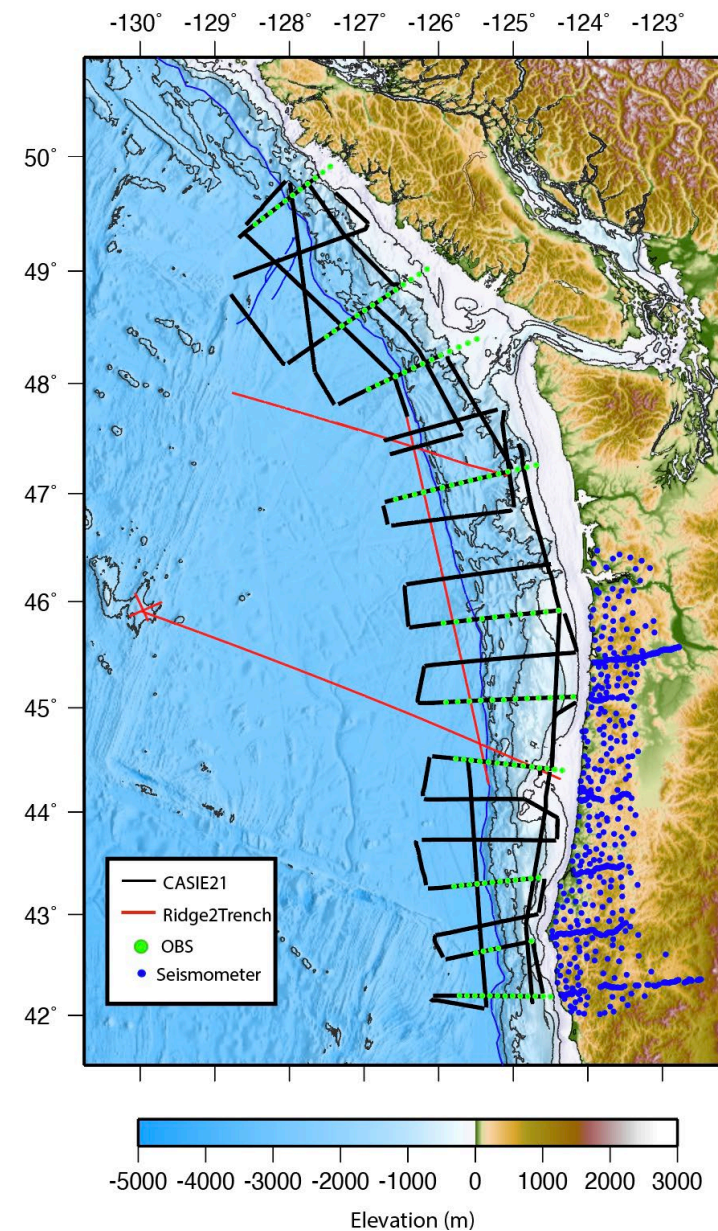 -130˚ -129˚ -128˚ -127˚ -126˚ -125˚ -124˚ -123˚
50˚
49˚
48˚
47˚
46˚
45˚
44˚
43˚
42˚
CASIE21
Ridge2Trench
OBS
Seismometer
-5000 -4000 -3000 -2000 -1000 0 1000 2000 3000
Elevation (m)